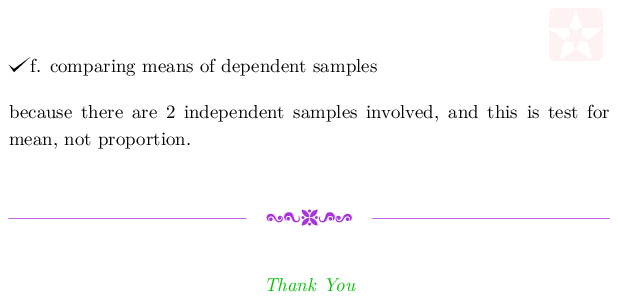 ✓f. comparing means of dependent samples
because there are 2 independent samples involved, and this is test for
mean, not proportion.
Thank You